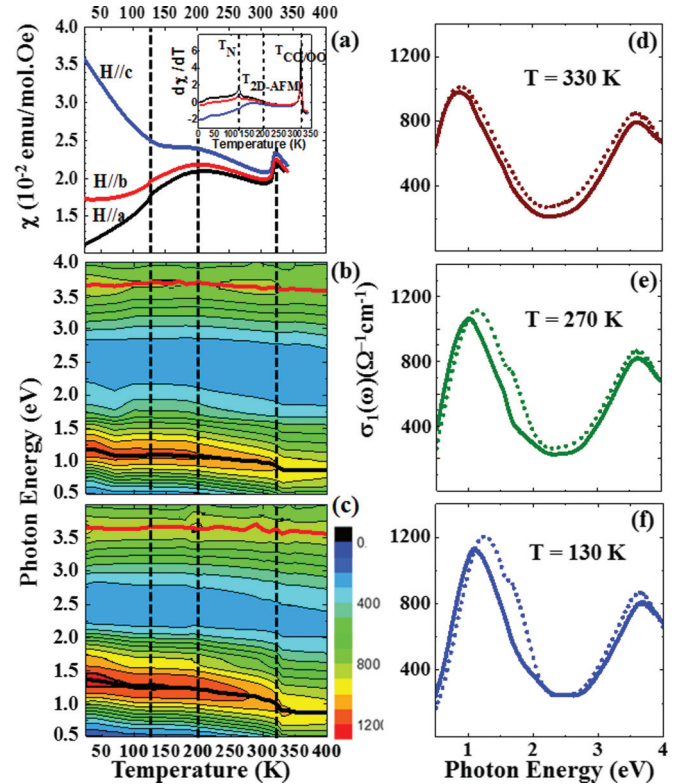 0 50 100 150 200 250 300 350 400
(a)
4.0
3.5
3.0
2.5
2.0
1.5
χ (10⁻² emu/mol.Oe)
H//c
H//b
H//a
T_N
T_CO/OO
T_2D-AFM
dχ/dT
6
4
2
0
-2
0 50 100 150 200 250 300 350
Temperature (K)
(b)
4.0
3.5
3.0
2.5
2.0
1.5
1.0
0.5
(c)
3.5
3.0
2.5
2.0
1.5
1.0
0.5
Photon Energy (eV)
50 100 150 200 250 300 350 400
Temperature (K)
0.
400
800
1200
(d)
T = 330 K
1200
800
400
(e)
T = 270 K
1200
800
400
σ₁(ω)(Ω⁻¹cm⁻¹)
(f)
T = 130 K
1200
800
400
1 2 3 4
Photon Energy (eV)